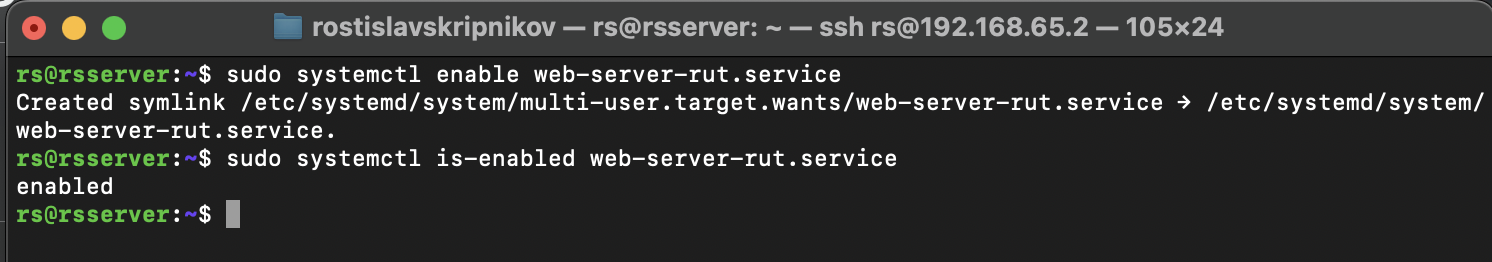 rostislavskripnikov — rs@rsserver: ~ — ssh rs@192.168.65.2 — 105×24
rs@rsserver:~$ sudo systemctl enable web-server-rut.service
Created symlink /etc/systemd/system/multi-user.target.wants/web-server-rut.service → /etc/systemd/system/
web-server-rut.service.
rs@rsserver:~$ sudo systemctl is-enabled web-server-rut.service
enabled
rs@rsserver:~$